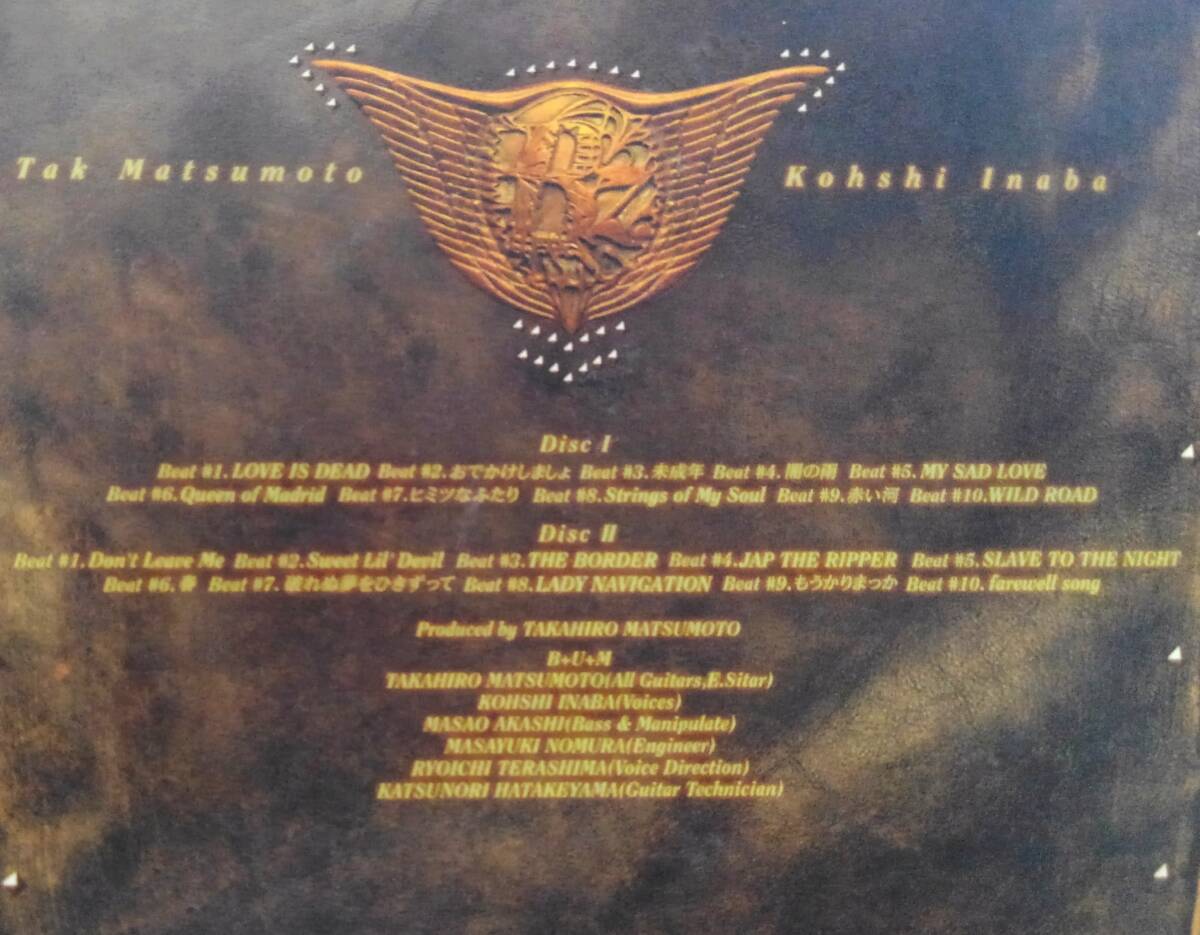 Tak Matsumoto
B'z
Kohshi Inaba
Disc I
Beat #1. LOVE IS DEAD Beat #2. おでかけしましょ Beat #3. 未成年 Beat #4. 闇の雨 Beat #5. MY SAD LOVE
Beat #6. Queen of Madrid Beat #7. ヒミツなふたり Beat #8. Strings of My Soul Beat #9. 赤い河 Beat #10. WILD ROAD
Disc II
Beat #1. Don't Leave Me Beat #2. Sweet Lil' Devil Beat #3. THE BORDER Beat #4. JAP THE RIPPER Beat #5. SLAVE TO THE NIGHT
Beat #6. 春 Beat #7. 破れぬ夢をひきずって Beat #8. LADY NAVIGATION Beat #9. もうかりまっか Beat #10. farewell song
Produced by TAKAHIRO MATSUMOTO
B+U+M
TAKAHIRO MATSUMOTO(All Guitars,E.Sitar)
KOHSHI INABA(Voices)
MASAO AKASHI(Bass & Manipulate)
MASAYUKI NOMURA(Engineer)
RYOICHI TERASHIMA(Voice Direction)
KATSUNORI HATAKEYAMA(Guitar Technician)